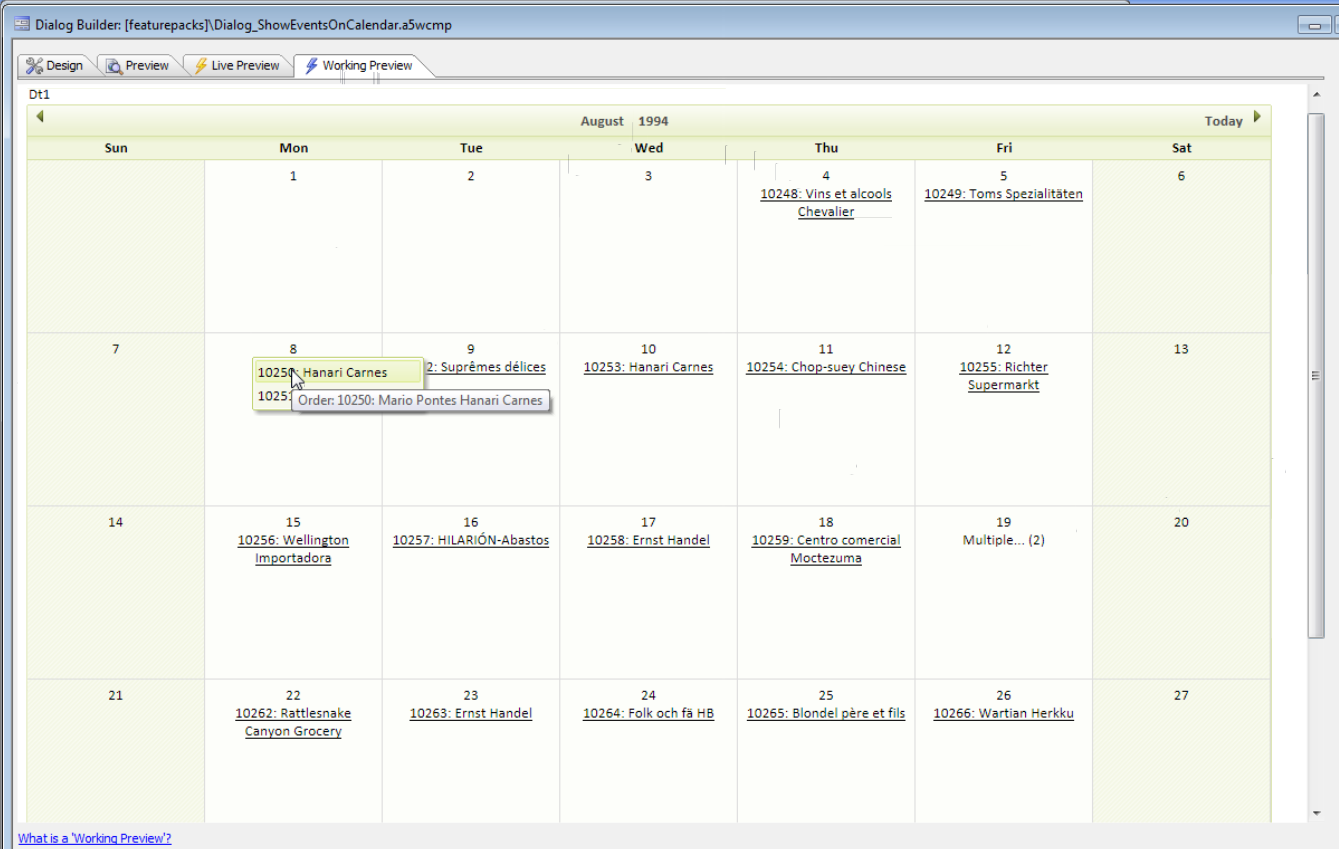 Dialog Builder: [featurepacks]\Dialog_ShowEventsOnCalendar.a5wcmp
Design Preview Live Preview Working Preview
Dt1
August 1994 Today
Sun Mon Tue Wed Thu Fri Sat
1 2 3 4 5 6
10248: Vins et alcools 10249: Toms Spezialitäten
Chevalier
7 8 9 10 11 12 13
10250: Hanari Carnes 2: Suprêmes délices 10253: Hanari Carnes 10254: Chop-suey Chinese 10255: Richter
Supermarkt
10251
Order: 10250: Mario Pontes Hanari Carnes
14 15 16 17 18 19 20
10256: Wellington 10257: HILARIÓN-Abastos 10258: Ernst Handel 10259: Centro comercial Multiple... (2)
Importadora Moctezuma
21 22 23 24 25 26 27
10262: Rattlesnake 10263: Ernst Handel 10264: Folk och fä HB 10265: Blondel père et fils 10266: Wartian Herkku
Canyon Grocery
What is a 'Working Preview'?